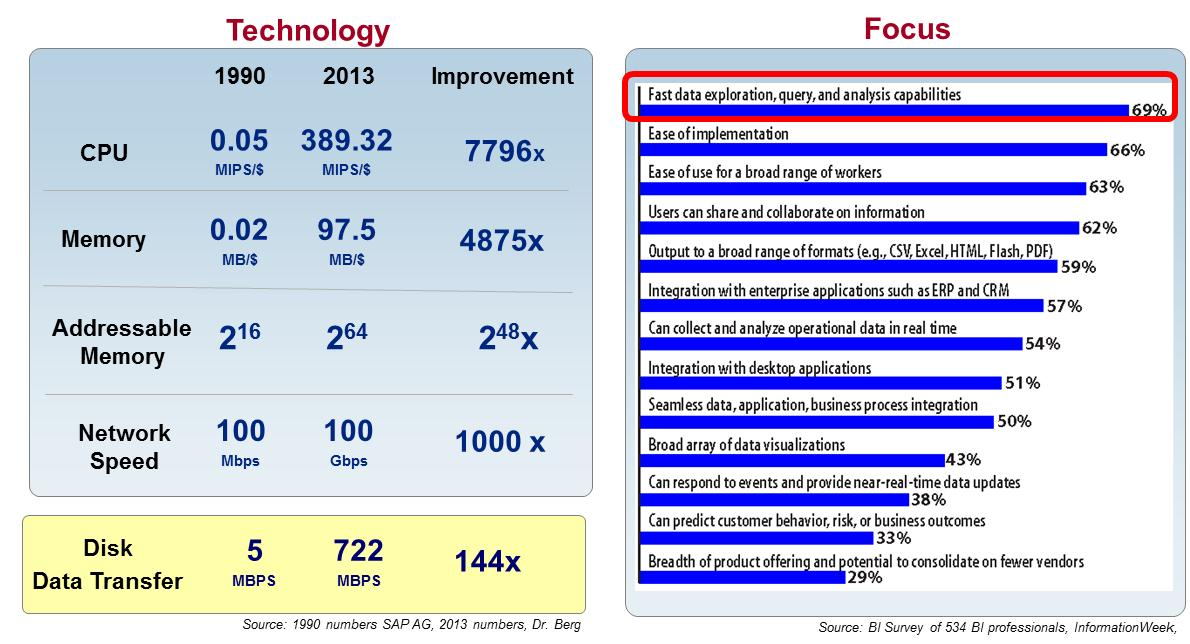 Technology
1990 2013 Improvement
CPU 0.05 MIPS/$ 389.32 MIPS/$ 7796x
Memory 0.02 MB/$ 97.5 MB/$ 4875x
Addressable
Memory 2^16 2^64 2^48x
Network
Speed 100 Mbps 100 Gbps 1000 x
Disk
Data Transfer 5 MBPS 722 MBPS 144x
Source: 1990 numbers SAP AG, 2013 numbers, Dr. Berg
Focus
Fast data exploration, query, and analysis capabilities
69%
Ease of implementation
66%
Ease of use for a broad range of workers
63%
Users can share and collaborate on information
62%
Output to a broad range of formats (e.g., CSV, Excel, HTML, Flash, PDF)
59%
Integration with enterprise applications such as ERP and CRM
57%
Can collect and analyze operational data in real time
54%
Integration with desktop applications
51%
Seamless data, application, business process integration
50%
Broad array of data visualizations
43%
Can respond to events and provide near-real-time data updates
38%
Can predict customer behavior, risk, or business outcomes
33%
Breadth of product offering and potential to consolidate on fewer vendors
29%
Source: BI Survey of 534 BI professionals, InformationWeek,